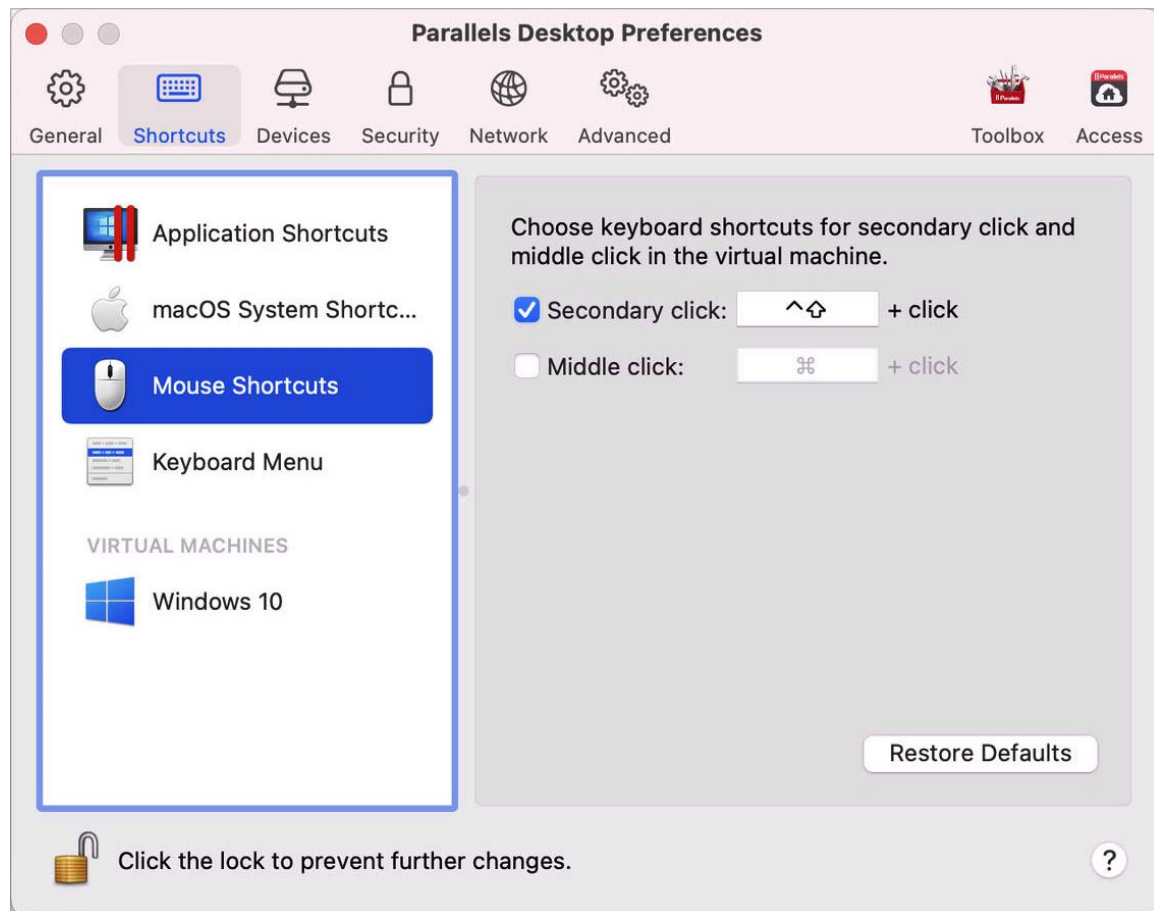 Parallels Desktop Preferences
General
Shortcuts
Devices
Security
Network
Advanced
Toolbox
Access
Application Shortcuts
macOS System Shortc...
Mouse Shortcuts
Keyboard Menu
VIRTUAL MACHINES
Windows 10
Choose keyboard shortcuts for secondary click and
middle click in the virtual machine.
Secondary click: ^⇧ + click
Middle click: ⌘ + click
Restore Defaults
Click the lock to prevent further changes.
?